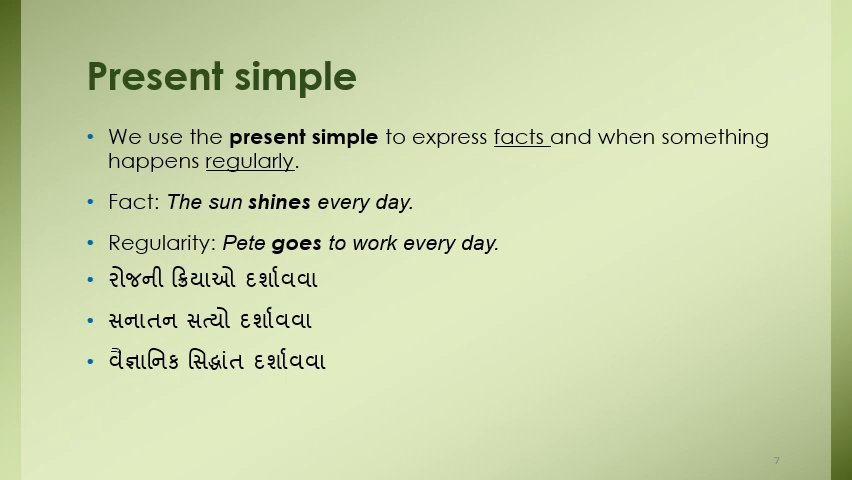 Present simple
• We use the present simple to express facts and when something
happens regularly.
• Fact: The sun shines every day.
• Regularity: Pete goes to work every day.
• રોજની ક્રિયાઓ દર્શાવવા
• સનાતન સત્યો દર્શાવવા
• વૈજ્ઞાનિક સિદ્ધાંત દર્શાવવા
7